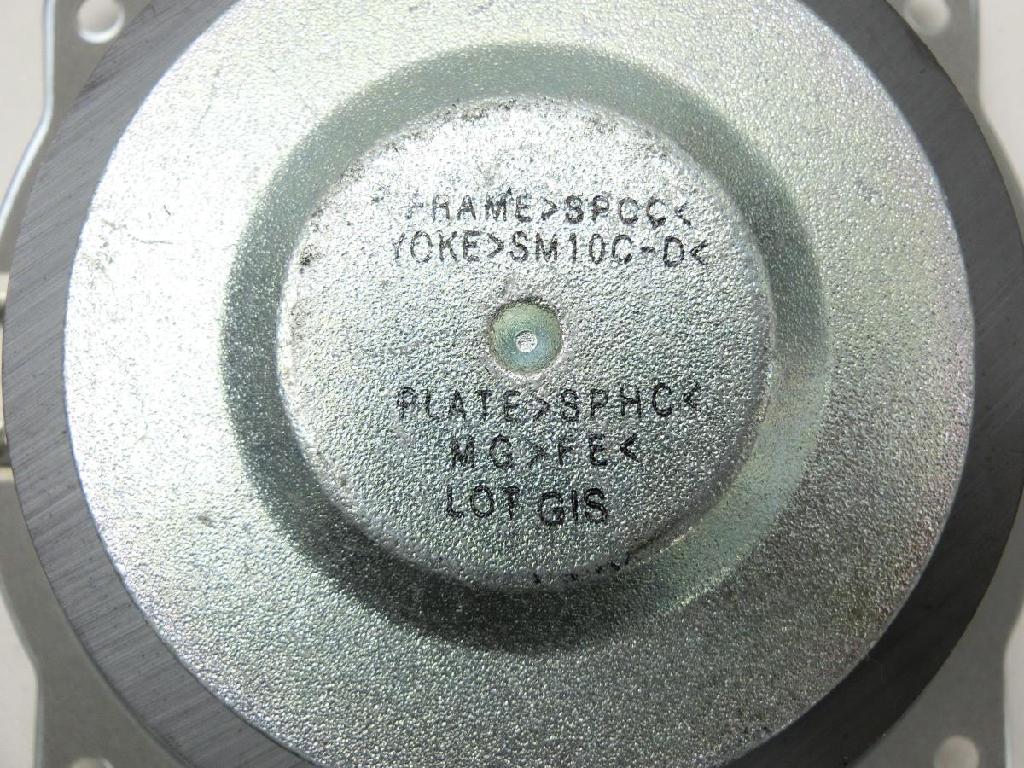 FRAME>SPCC<
YOKE>SM10C-D<
PLATE>SPHC<
MG>FE<
LOT GIS